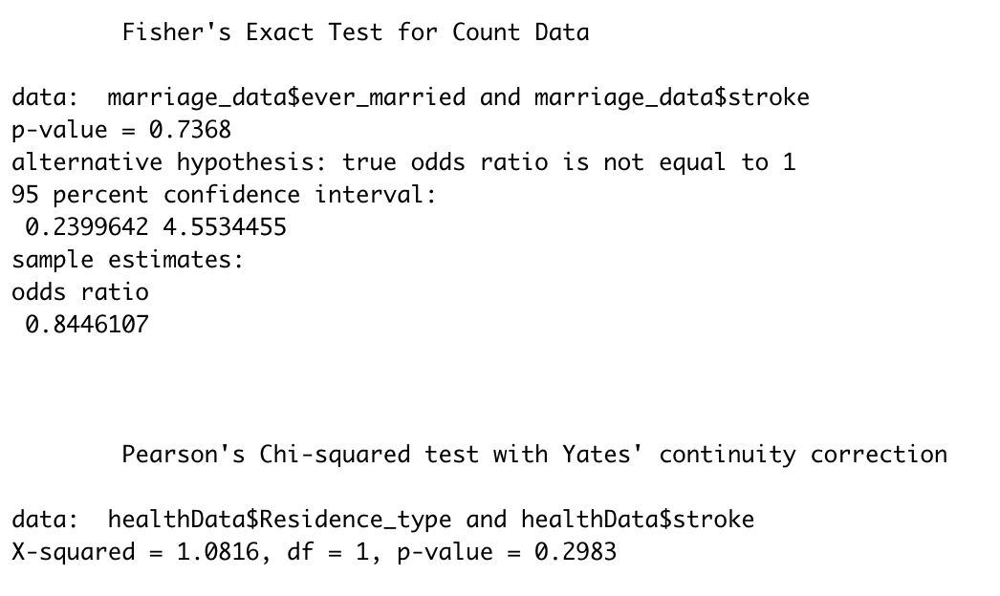 Fisher's Exact Test for Count Data
data:  marriage_data$ever_married and marriage_data$stroke
p-value = 0.7368
alternative hypothesis: true odds ratio is not equal to 1
95 percent confidence interval:
 0.2399642 4.5534455
sample estimates:
odds ratio
 0.8446107
Pearson's Chi-squared test with Yates' continuity correction
data:  healthData$Residence_type and healthData$stroke
X-squared = 1.0816, df = 1, p-value = 0.2983